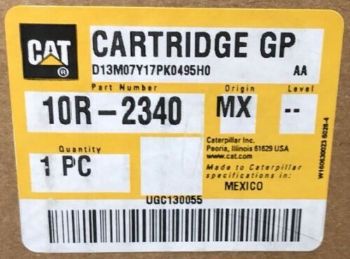 CAT
®
CARTRIDGE GP
D13M07Y17PK0495H0 AA
Part Number Origin Level
10R-2340 MX --
Quantity
1 PC
Caterpillar Inc.
Peoria, Illinois 61629 USA
www.cat.com
Made to Caterpillar
specifications in:
MEXICO
UGC130055